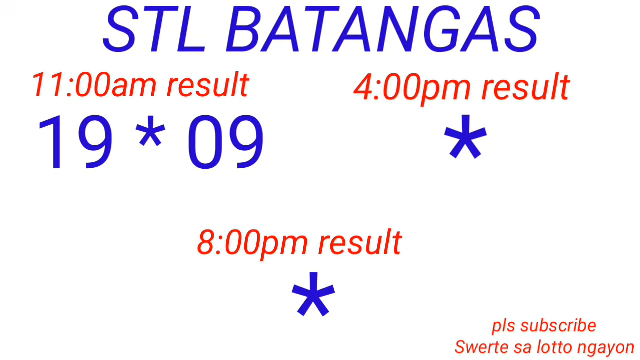 STL BATANGAS
11:00am result
19 * 09
4:00pm result
*
8:00pm result
*
pls subscribe
Swerte sa lotto ngayon